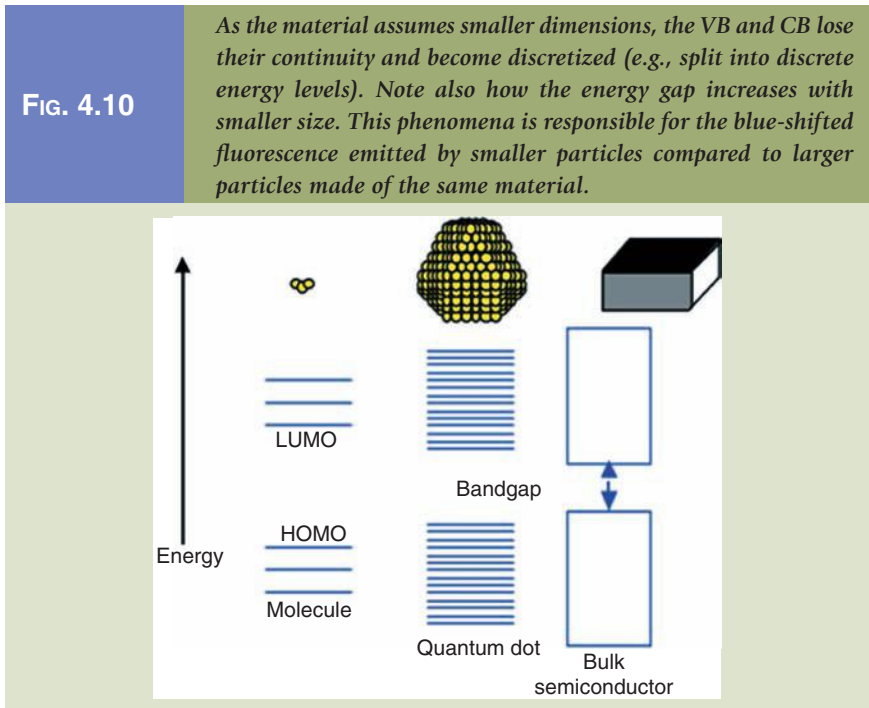 FIG. 4.10
As the material assumes smaller dimensions, the VB and CB lose
their continuity and become discretized (e.g., split into discrete
energy levels). Note also how the energy gap increases with
smaller size. This phenomena is responsible for the blue-shifted
fluorescence emitted by smaller particles compared to larger
particles made of the same material.
LUMO
Bandgap
HOMO
Energy
Molecule
Quantum dot
Bulk
semiconductor